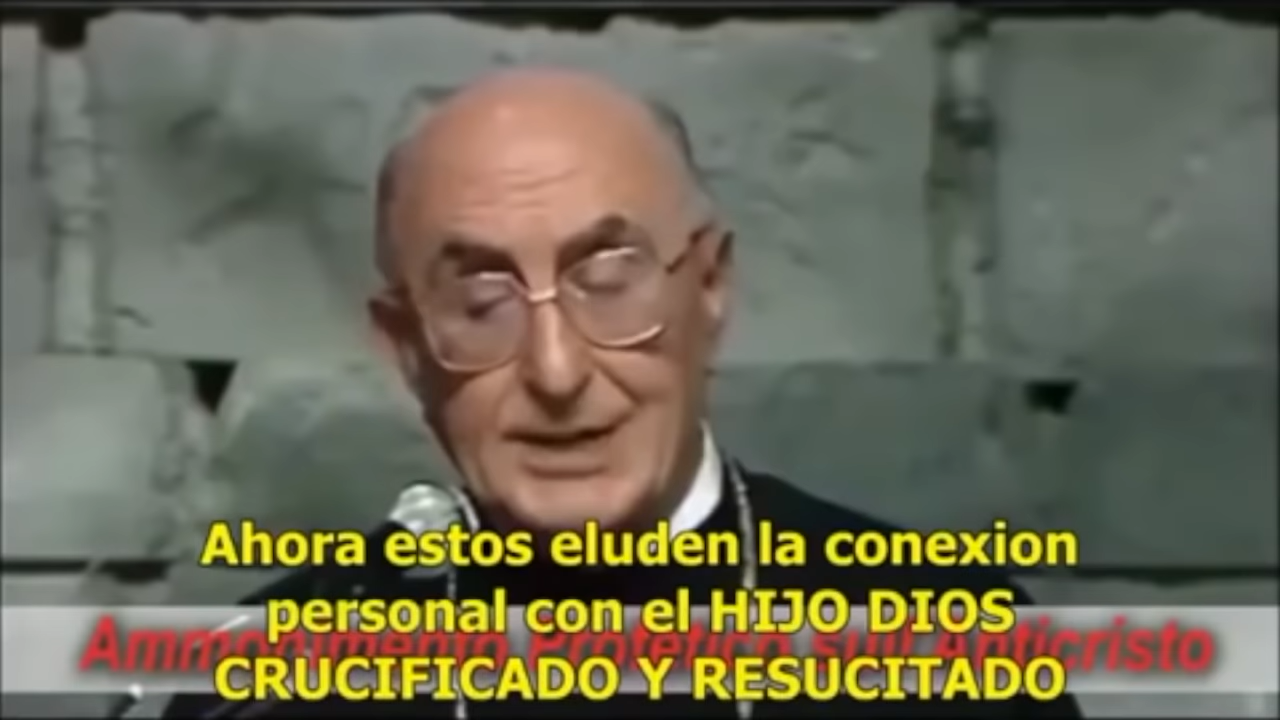 Ahora estos eluden la conexion
personal con el HIJO DIOS
Ammonimento Profetico sull'Anticristo
CRUCIFICADO Y RESUCITADO